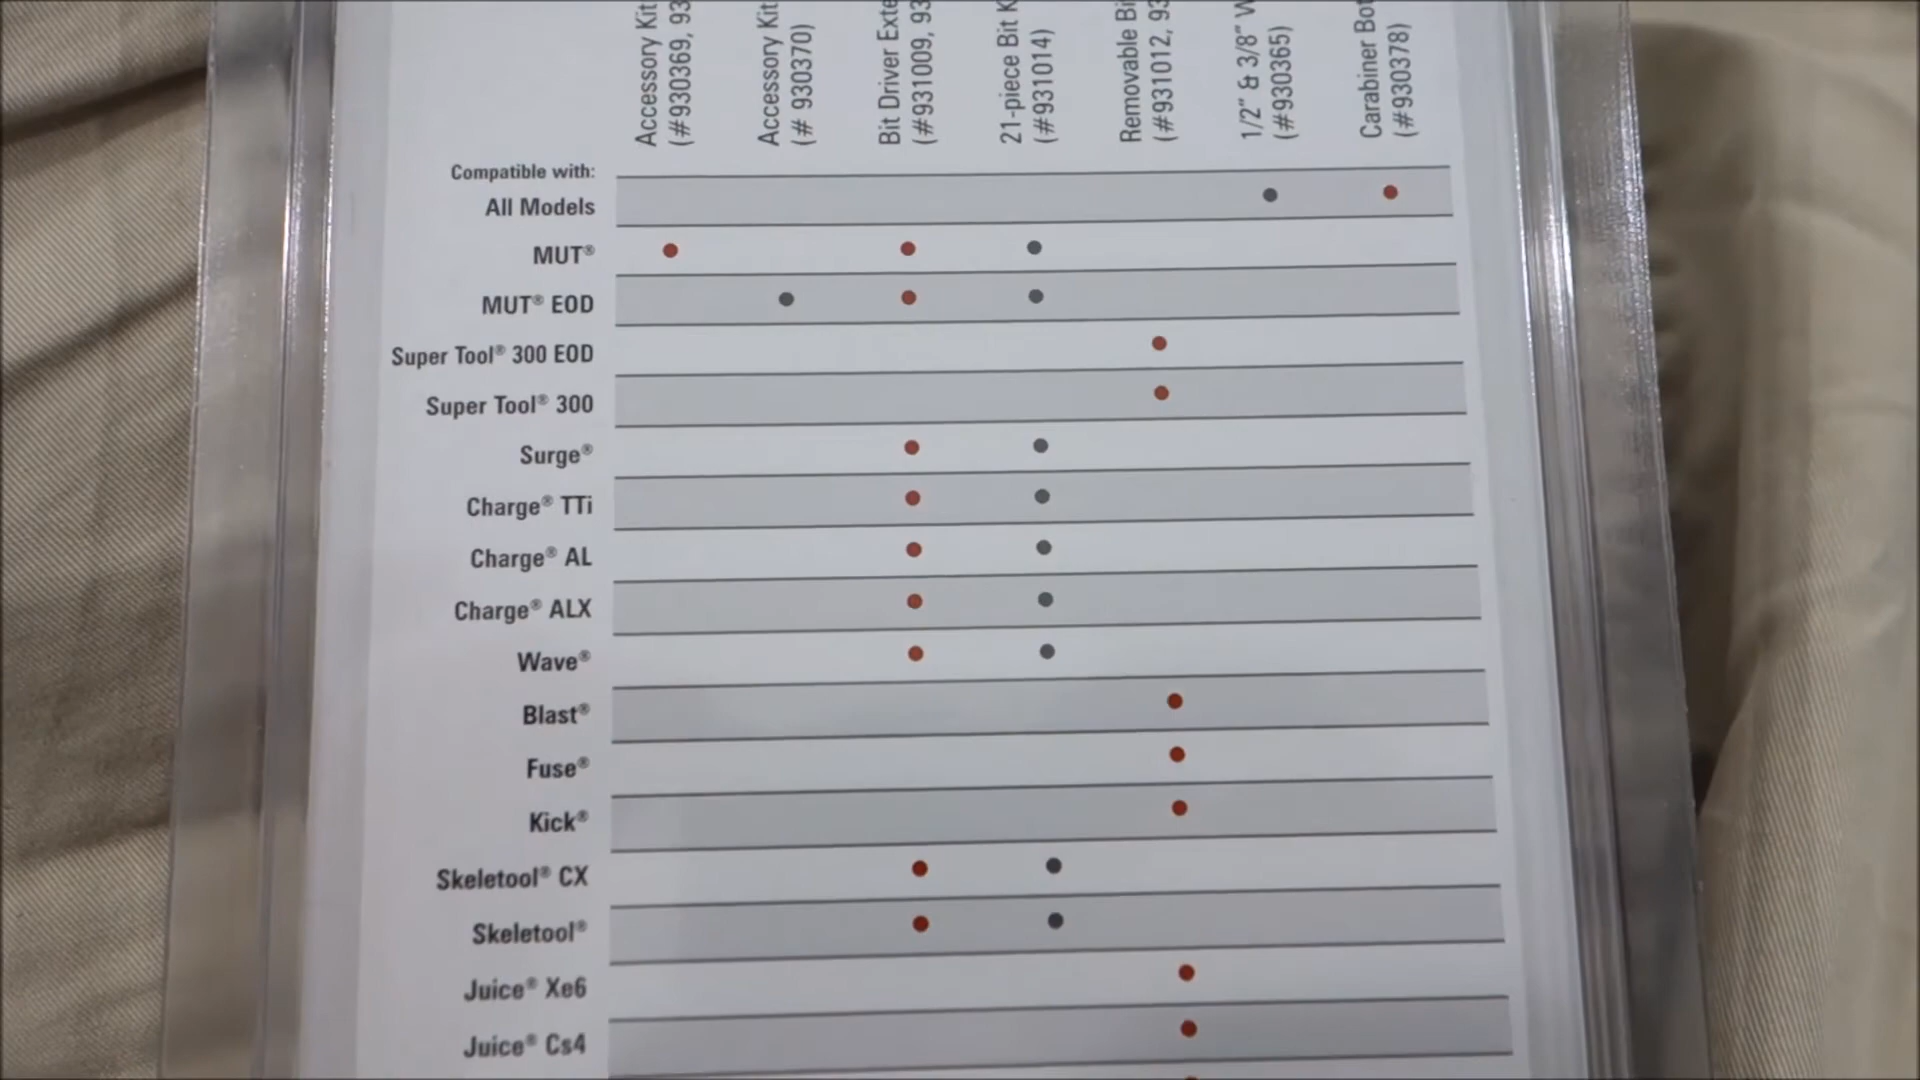 Accessory Kit
(#930369, 93
Accessory Kit
(# 930370)
Bit Driver Exte
(#931009, 93
21-piece Bit K
(#931014)
Removable Bi
(#931012, 93
1/2" & 3/8" W
(#930365)
Carabiner Bot
(#930378)
Compatible with:
All Models
MUT®
MUT® EOD
Super Tool® 300 EOD
Super Tool® 300
Surge®
Charge® TTi
Charge® AL
Charge® ALX
Wave®
Blast®
Fuse®
Kick®
Skeletool® CX
Skeletool®
Juice® Xe6
Juice® Cs4